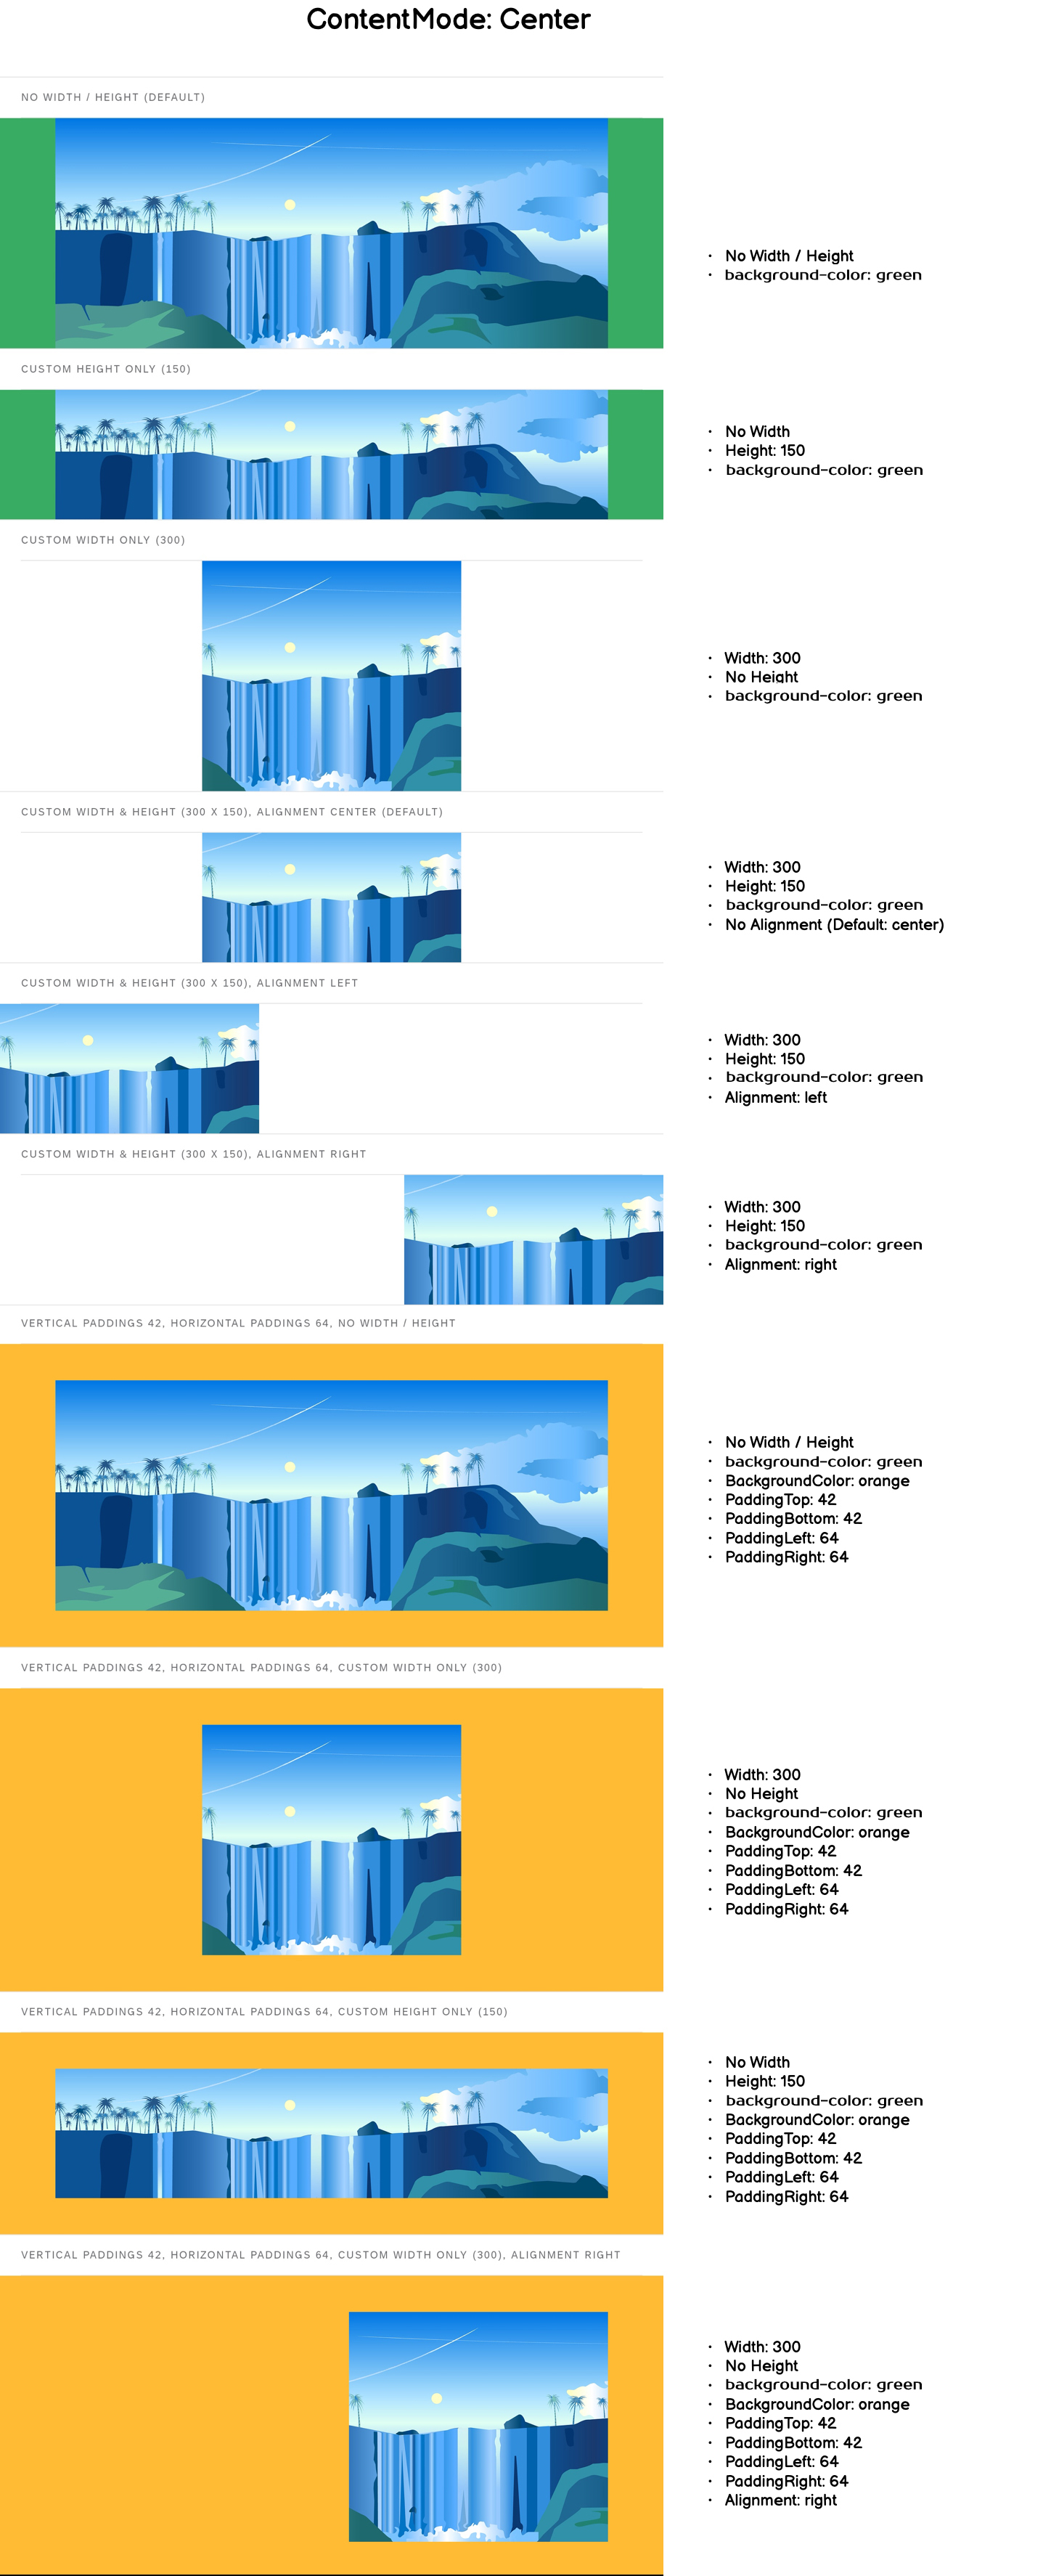 ContentMode: Center
NO WIDTH / HEIGHT (DEFAULT)
· No Width / Height
· background-color: green
CUSTOM HEIGHT ONLY (150)
· No Width
· Height: 150
· background-color: green
CUSTOM WIDTH ONLY (300)
· Width: 300
· No Height
· background-color: green
CUSTOM WIDTH & HEIGHT (300 X 150), ALIGNMENT CENTER (DEFAULT)
· Width: 300
· Height: 150
· background-color: green
· No Alignment (Default: center)
CUSTOM WIDTH & HEIGHT (300 X 150), ALIGNMENT LEFT
· Width: 300
· Height: 150
· background-color: green
· Alignment: left
CUSTOM WIDTH & HEIGHT (300 X 150), ALIGNMENT RIGHT
· Width: 300
· Height: 150
· background-color: green
· Alignment: right
VERTICAL PADDINGS 42, HORIZONTAL PADDINGS 64, NO WIDTH / HEIGHT
· No Width / Height
· background-color: green
· BackgroundColor: orange
· PaddingTop: 42
· PaddingBottom: 42
· PaddingLeft: 64
· PaddingRight: 64
VERTICAL PADDINGS 42, HORIZONTAL PADDINGS 64, CUSTOM WIDTH ONLY (300)
· Width: 300
· No Height
· background-color: green
· BackgroundColor: orange
· PaddingTop: 42
· PaddingBottom: 42
· PaddingLeft: 64
· PaddingRight: 64
VERTICAL PADDINGS 42, HORIZONTAL PADDINGS 64, CUSTOM HEIGHT ONLY (150)
· No Width
· Height: 150
· background-color: green
· BackgroundColor: orange
· PaddingTop: 42
· PaddingBottom: 42
· PaddingLeft: 64
· PaddingRight: 64
VERTICAL PADDINGS 42, HORIZONTAL PADDINGS 64, CUSTOM WIDTH ONLY (300), ALIGNMENT RIGHT
· Width: 300
· No Height
· background-color: green
· BackgroundColor: orange
· PaddingTop: 42
· PaddingBottom: 42
· PaddingLeft: 64
· PaddingRight: 64
· Alignment: right